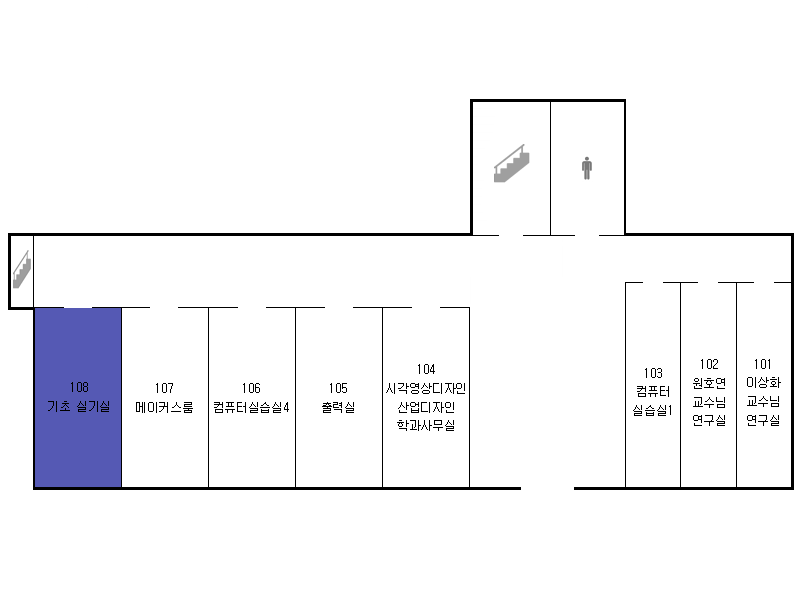 108
기초 실기실
107
메이커스룸
106
컴퓨터실습실4
105
출력실
104
시각영상디자인
산업디자인
학과사무실
103
컴퓨터
실습실1
102
원호연
교수님
연구실
101
이상화
교수님
연구실